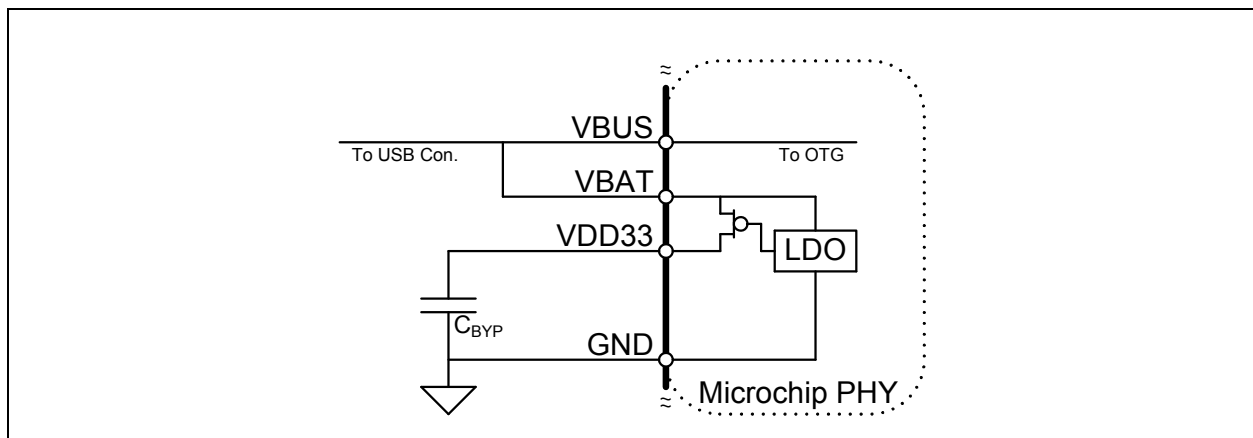 VBUS
To USB Con.
To OTG
VBAT
VDD33
LDO
CBYP
GND
Microchip PHY